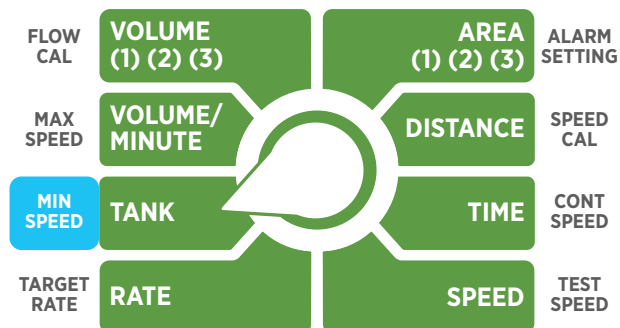 FLOW
CAL
VOLUME
(1) (2) (3)
AREA
(1) (2) (3)
ALARM
SETTING
MAX
SPEED
VOLUME/
MINUTE
DISTANCE
SPEED
CAL
MIN
SPEED
TANK
TIME
CONT
SPEED
TARGET
RATE
RATE
SPEED
TEST
SPEED